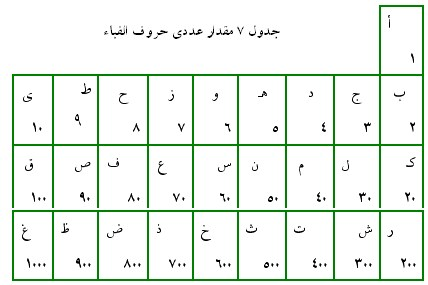 جدول ۷ مقدار عددی حروف الفباء
أ
۱
ب ج د هـ و ز ح ط ی
۲ ۳ ۴ ۵ ۶ ۷ ۸ ۹ ۱۰
کـ ل م ن س ع ف ص ق
۲۰ ۳۰ ۴۰ ۵۰ ۶۰ ۷۰ ۸۰ ۹۰ ۱۰۰
ر ش ت ث خ ذ ض ظ غ
۲۰۰ ۳۰۰ ۴۰۰ ۵۰۰ ۶۰۰ ۷۰۰ ۸۰۰ ۹۰۰ ۱۰۰۰